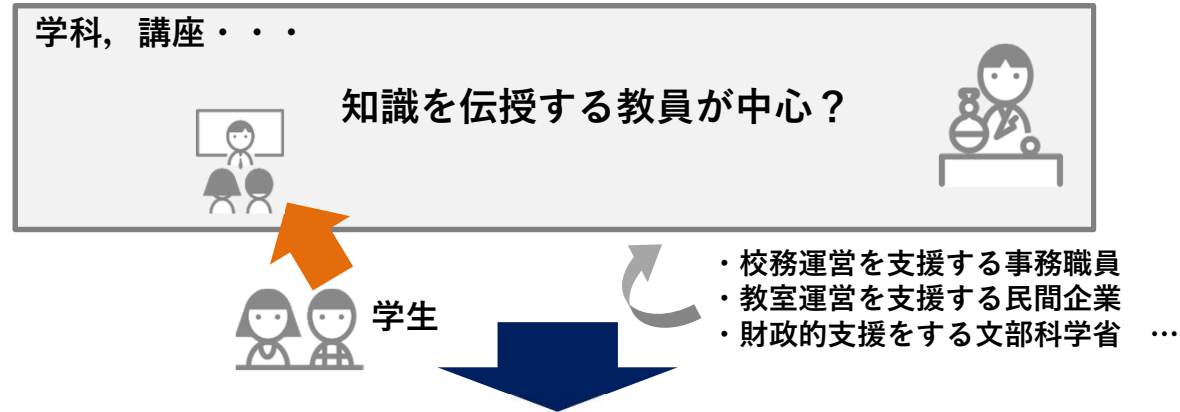 学科，講座・・・
知識を伝授する教員が中心？
学生
・校務運営を支援する事務職員
・教室運営を支援する民間企業
・財政的支援をする文部科学省　…